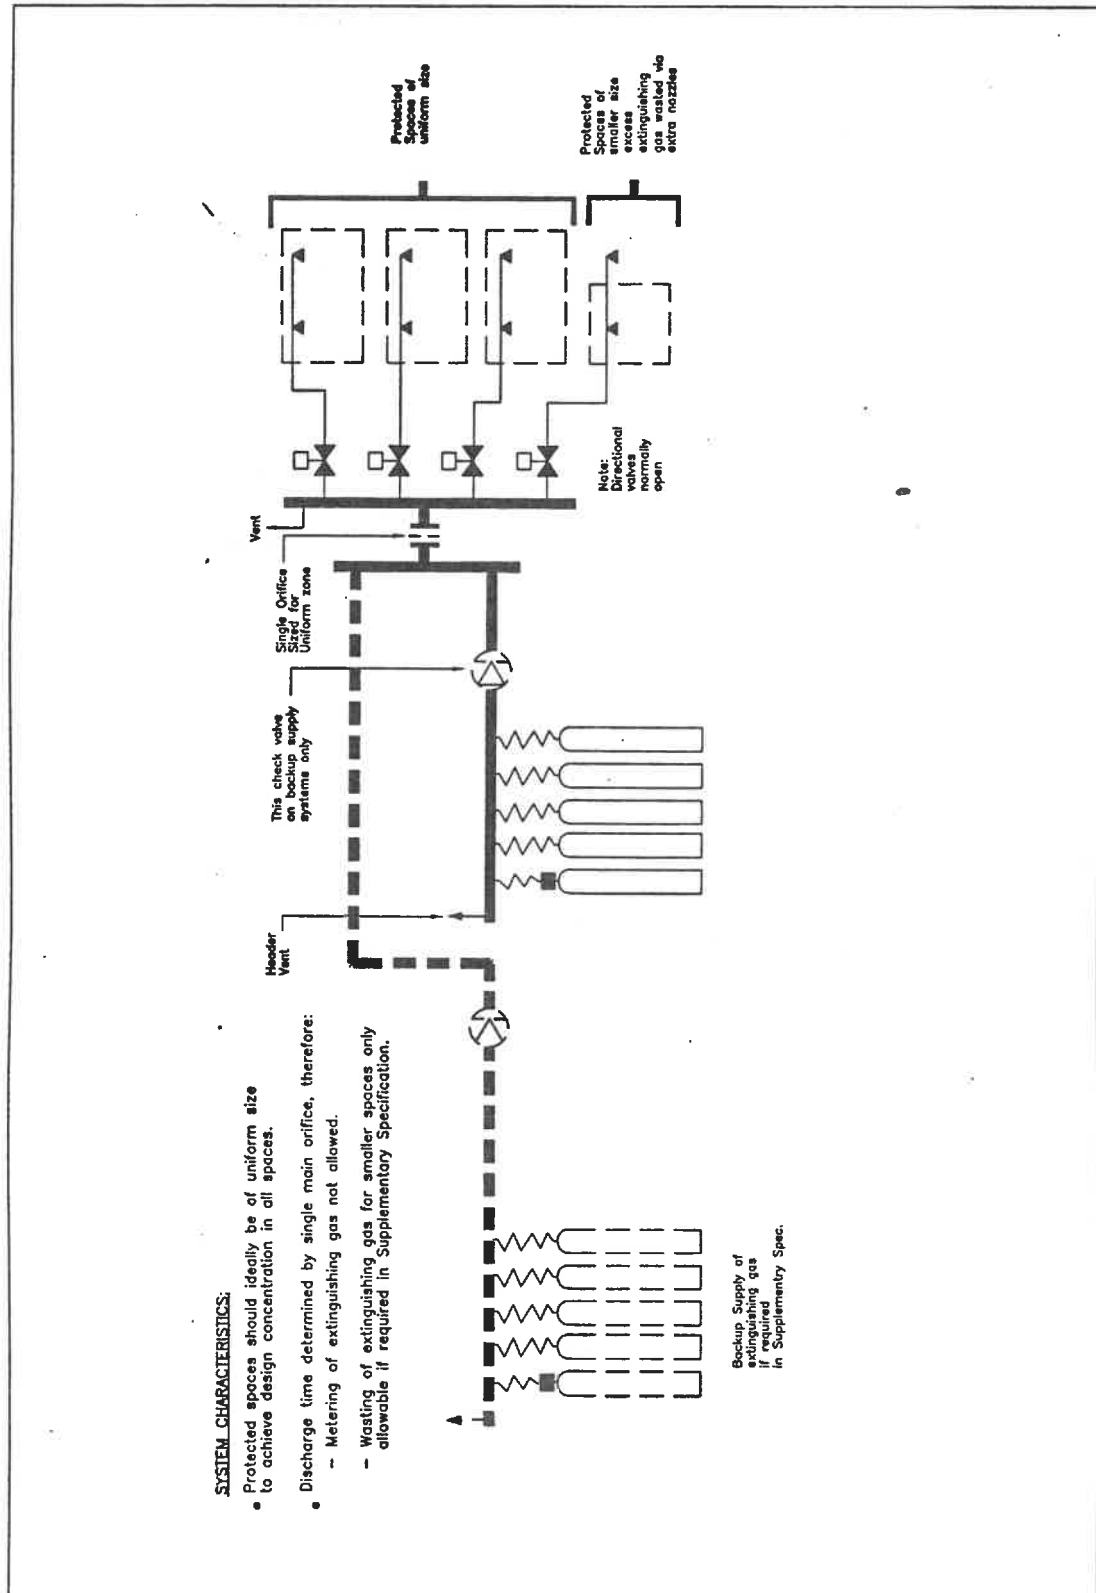 SYSTEM CHARACTERISTICS:
• Protected spaces should ideally be of uniform size
to achieve design concentration in all spaces.
• Discharge time determined by single main orifice, therefore:
– Metering of extinguishing gas not allowed.
– Wasting of extinguishing gas for smaller spaces only
allowable if required in Supplementary Specification.
Header
Vent
This check valve
on backup supply
systems only
Single Orifice
Sized for
Uniform zone
Vent
Protected
Spaces of
uniform size
Protected
Spaces of
smaller size
excess
extinguishing
gas wasted via
extra nozzles
Note:
Directional
valves
normally
open
Backup Supply of
extinguishing gas
if required
in Supplementry Spec.